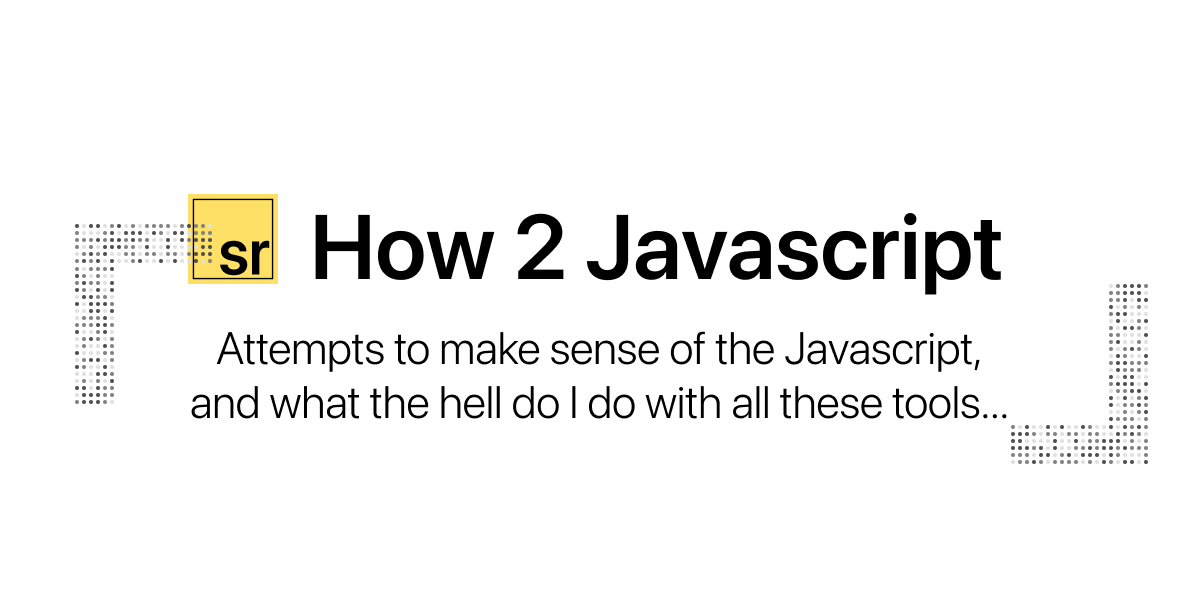 sr How 2 Javascript
Attempts to make sense of the Javascript,
and what the hell do I do with all these tools...